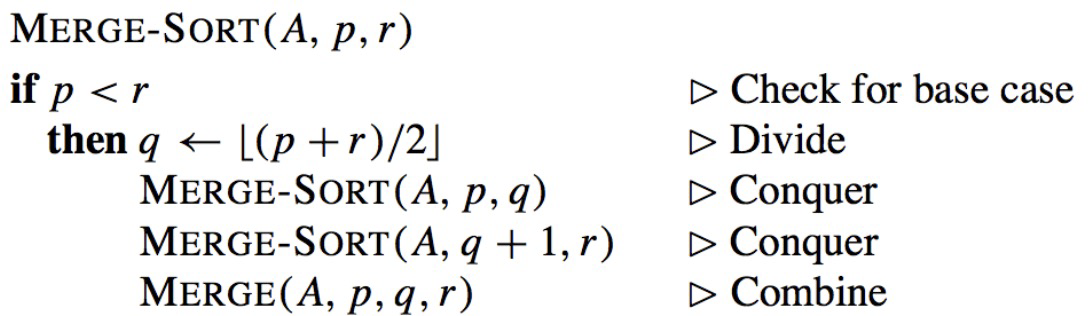 MERGE-SORT(A, p, r)
if p < r ▷ Check for base case
then q ← ⌊(p + r)/2⌋ ▷ Divide
MERGE-SORT(A, p, q) ▷ Conquer
MERGE-SORT(A, q + 1, r) ▷ Conquer
MERGE(A, p, q, r) ▷ Combine